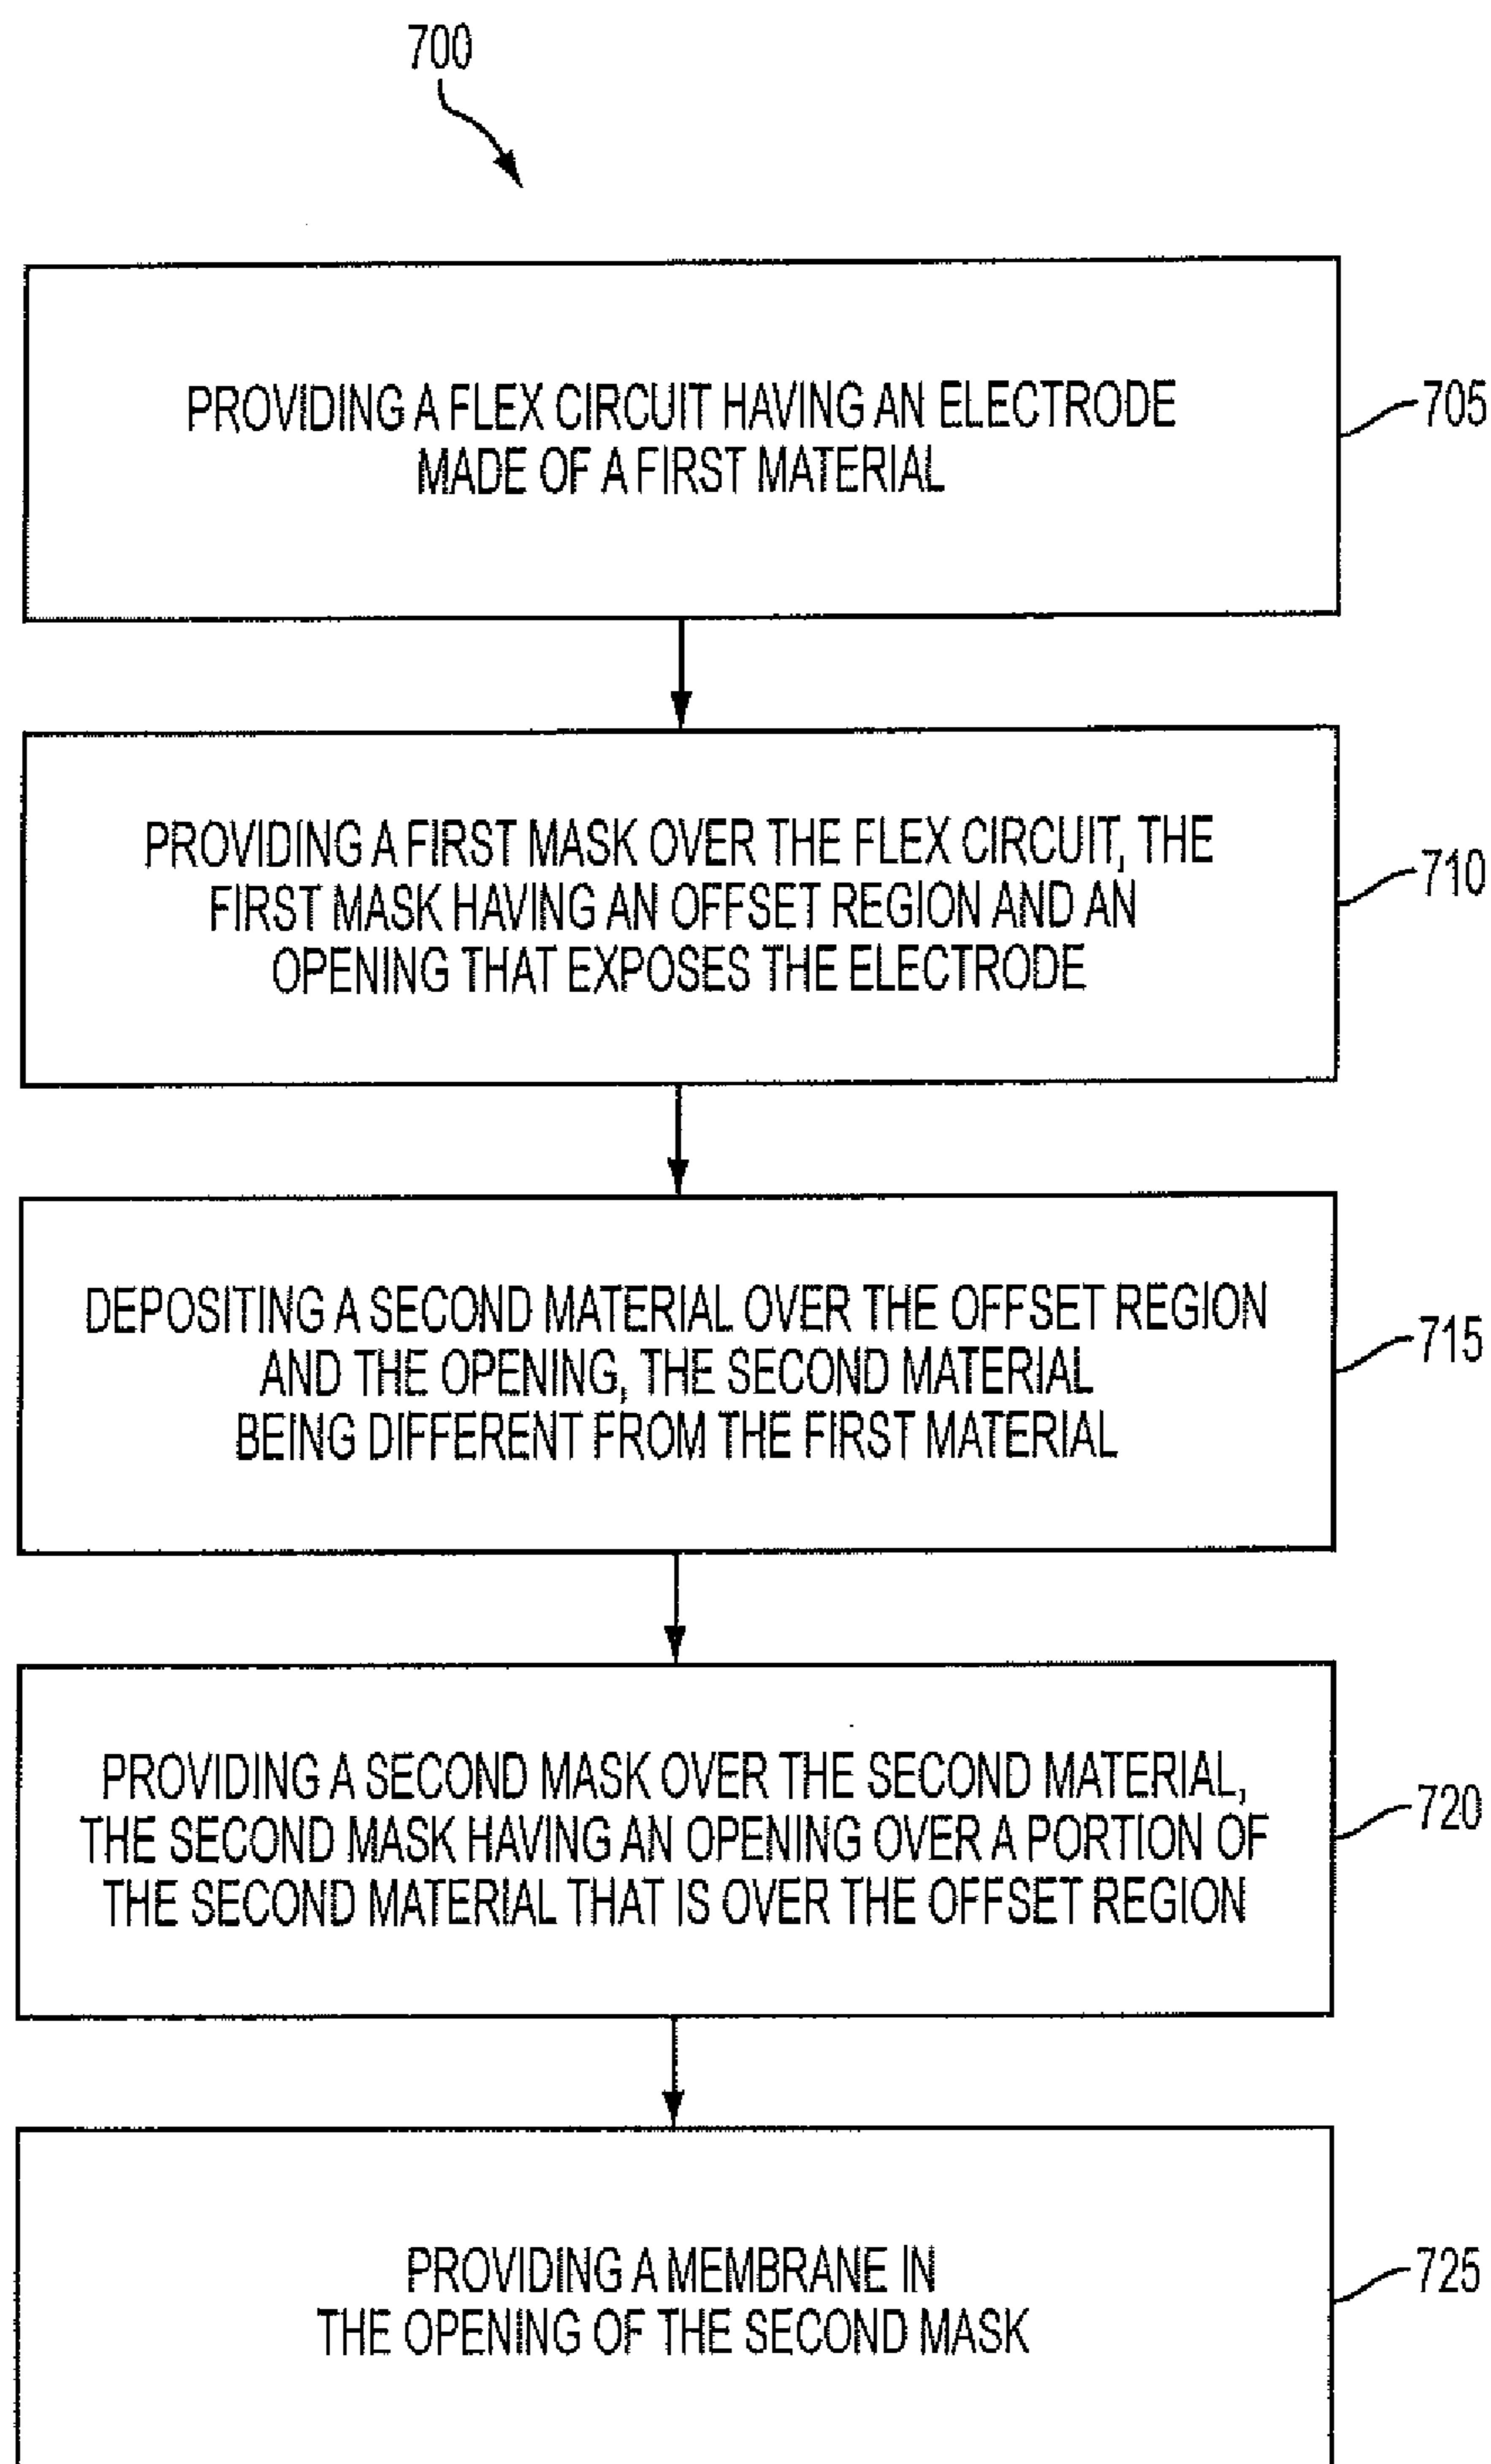 700
PROVIDING A FLEX CIRCUIT HAVING AN ELECTRODE
MADE OF A FIRST MATERIAL
705
PROVIDING A FIRST MASK OVER THE FLEX CIRCUIT, THE
FIRST MASK HAVING AN OFFSET REGION AND AN
OPENING THAT EXPOSES THE ELECTRODE
710
DEPOSITING A SECOND MATERIAL OVER THE OFFSET REGION
AND THE OPENING, THE SECOND MATERIAL
BEING DIFFERENT FROM THE FIRST MATERIAL
715
PROVIDING A SECOND MASK OVER THE SECOND MATERIAL,
THE SECOND MASK HAVING AN OPENING OVER A PORTION OF
THE SECOND MATERIAL THAT IS OVER THE OFFSET REGION
720
PROVIDING A MEMBRANE IN
THE OPENING OF THE SECOND MASK
725